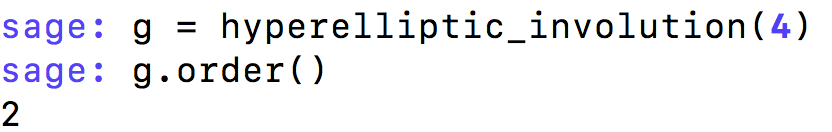 sage: g = hyperelliptic_involution(4)
sage: g.order()
2